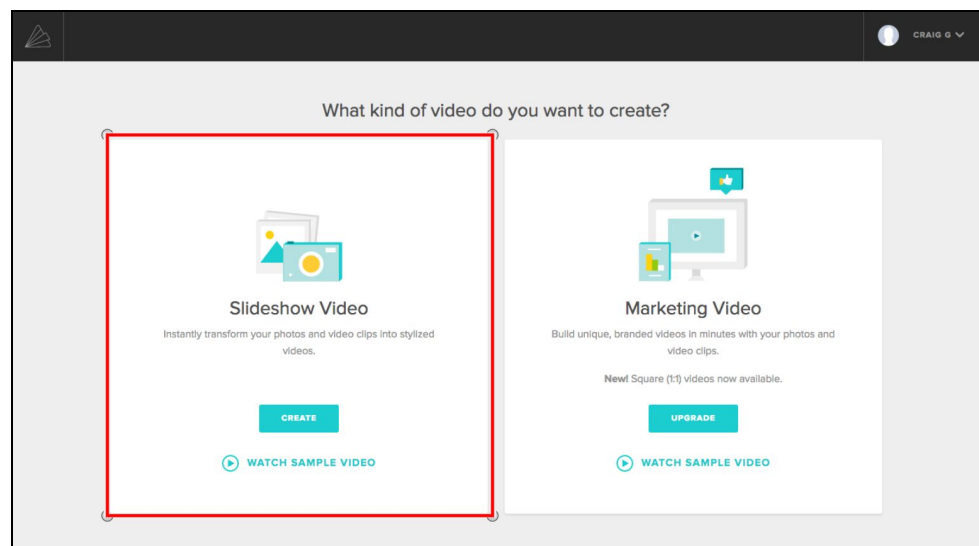 CRAIG G
What kind of video do you want to create?
Slideshow Video
Instantly transform your photos and video clips into stylized
videos.
CREATE
WATCH SAMPLE VIDEO
Marketing Video
Build unique, branded videos in minutes with your photos and
video clips.
New! Square (1:1) videos now available.
UPGRADE
WATCH SAMPLE VIDEO